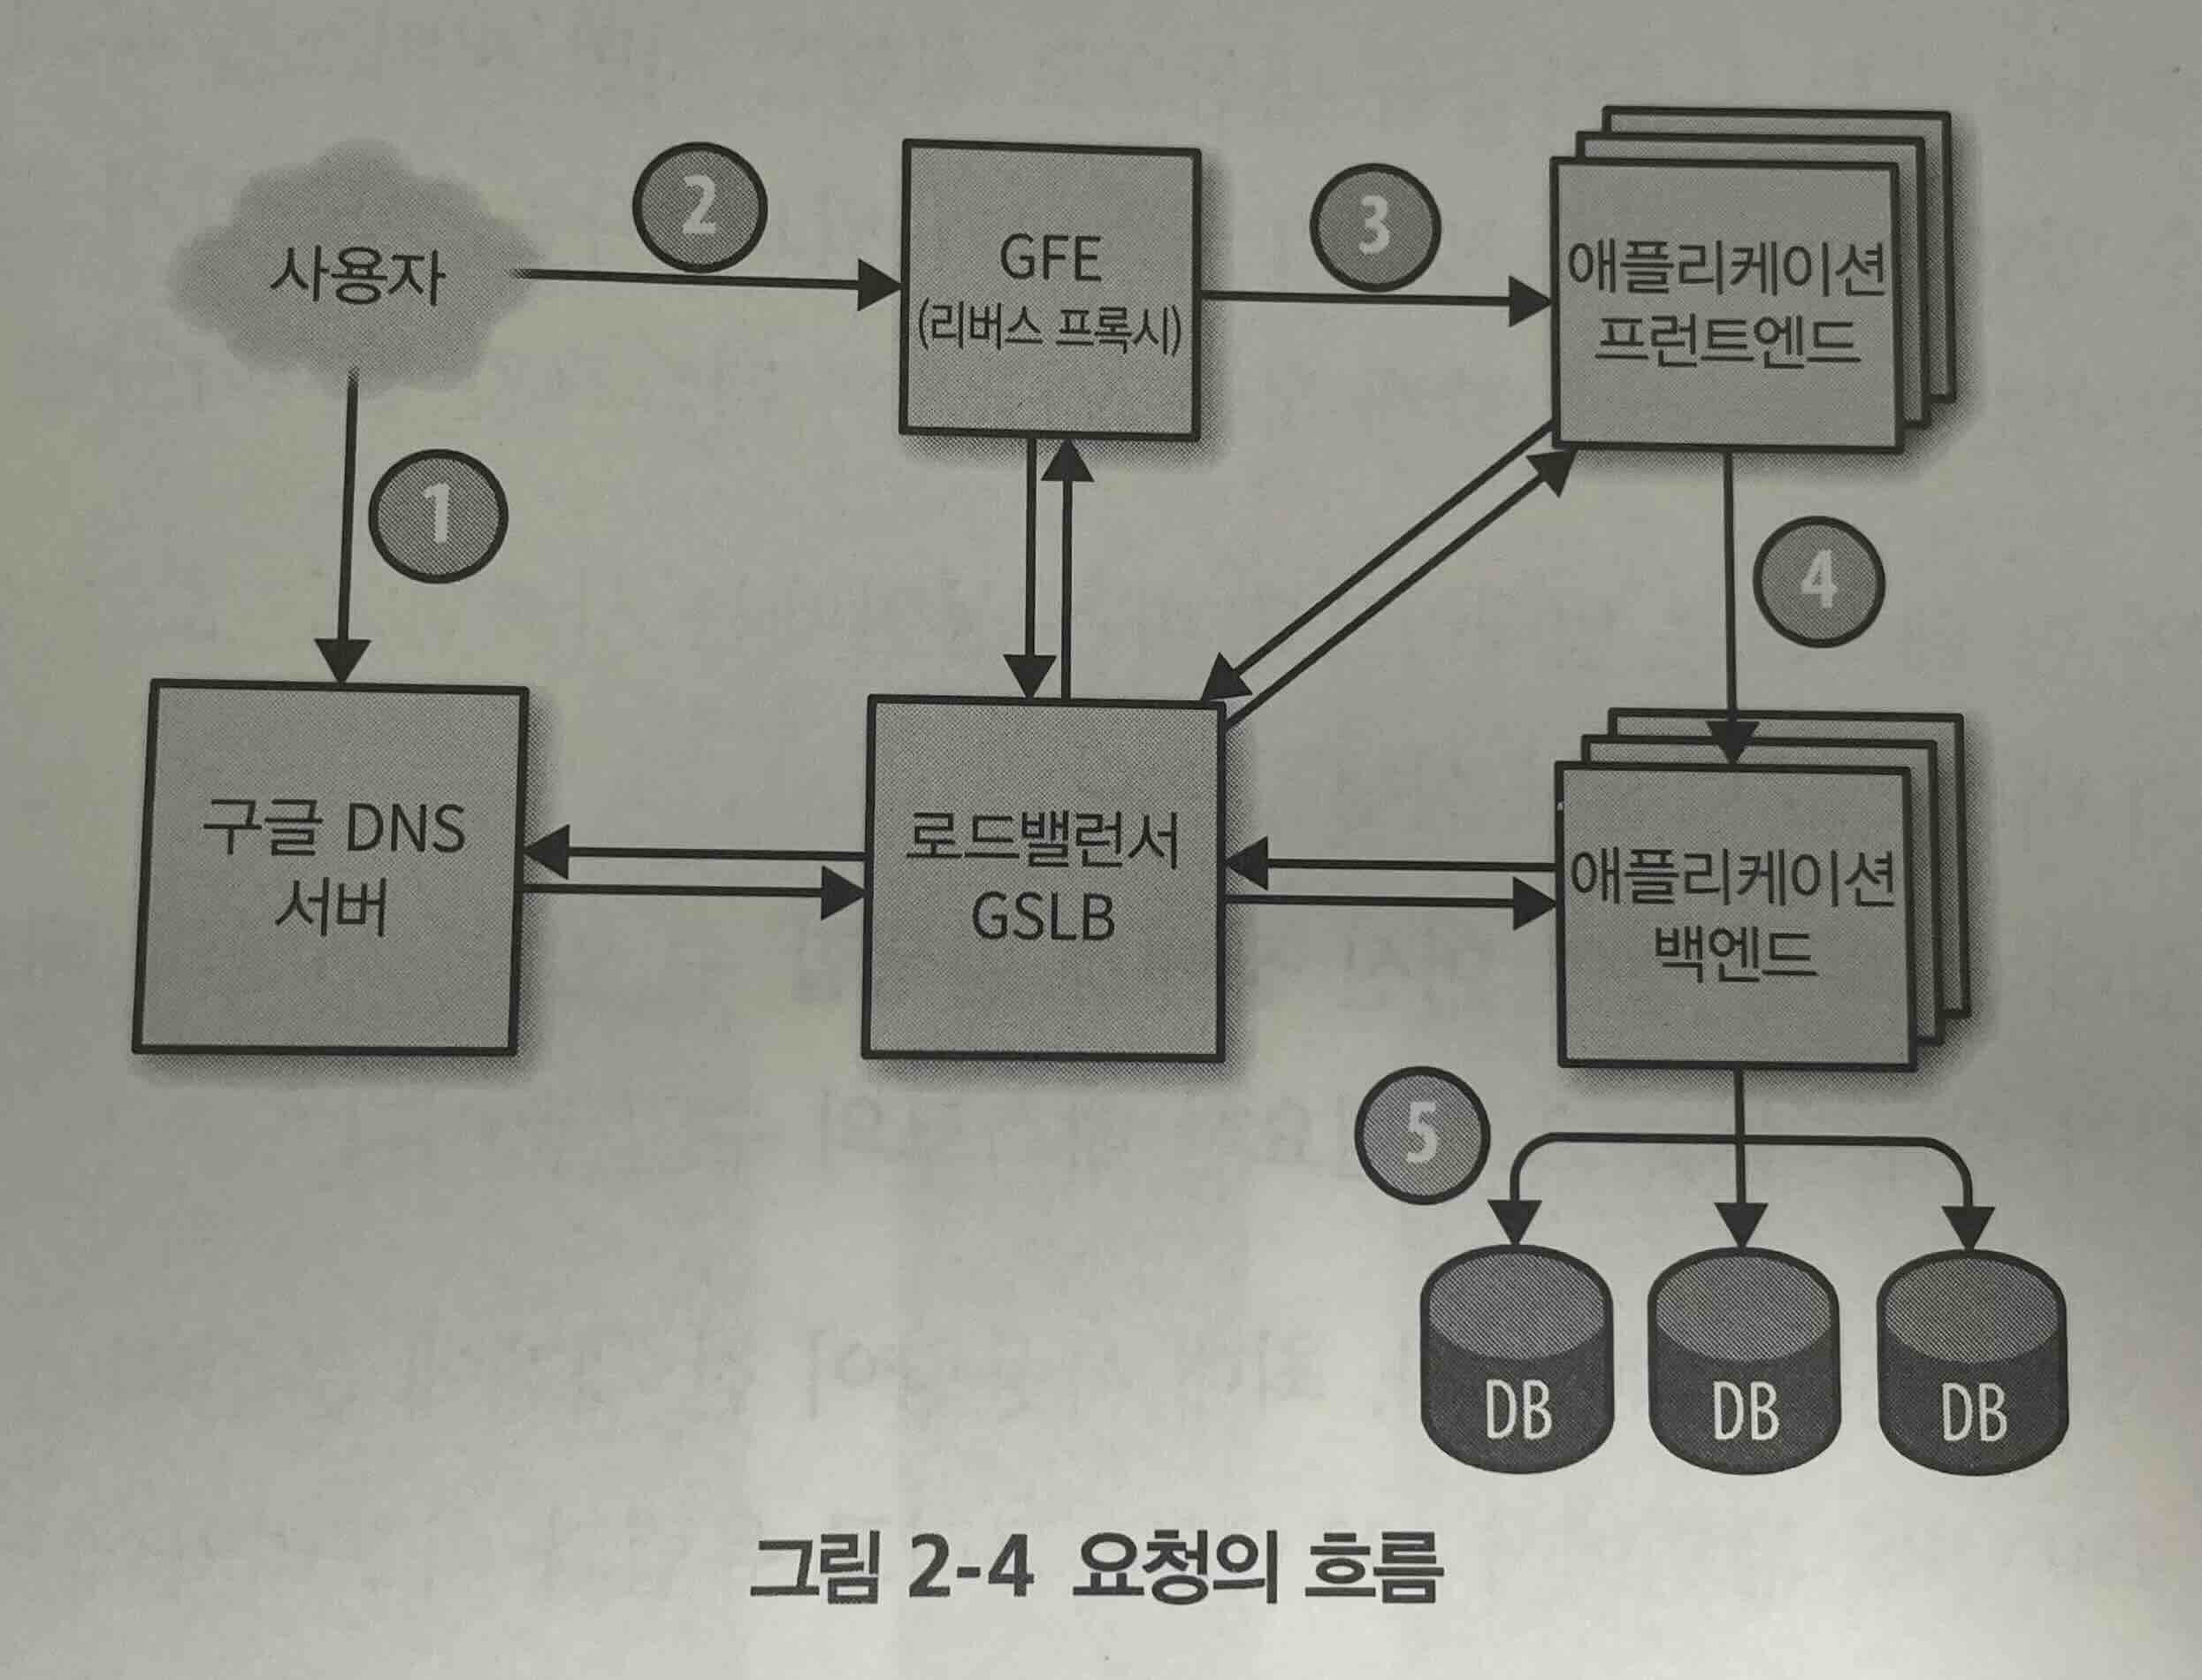 사용자
2
GFE
(리버스 프록시)
3
애플리케이션
프런트엔드
1
4
구글 DNS
서버
로드밸런서
GSLB
애플리케이션
백엔드
5
DB
DB
DB
그림 2-4 요청의 흐름